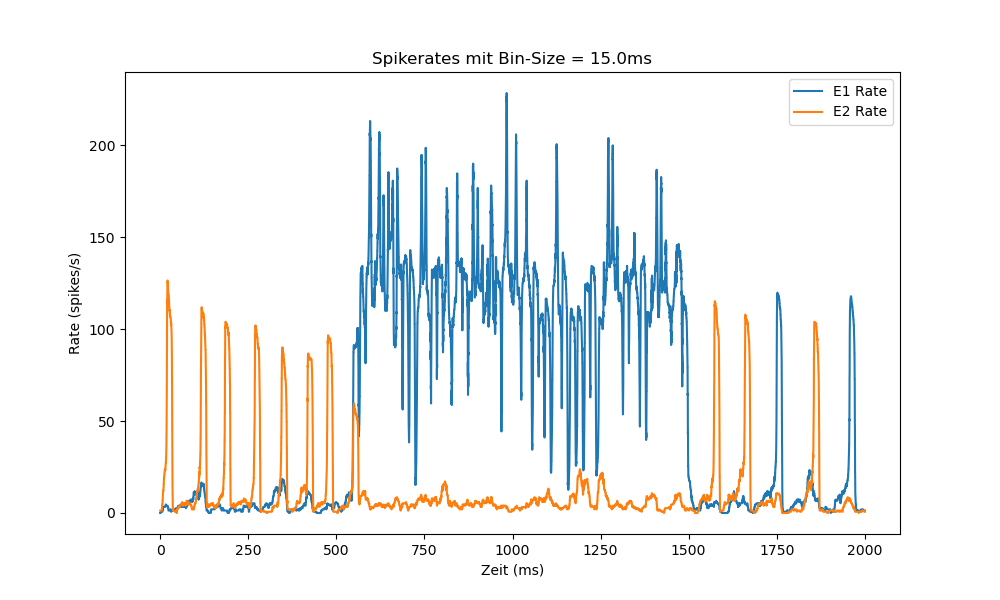 Spikerates mit Bin-Size = 15.0ms
E1 Rate
E2 Rate
Rate (spikes/s)
200
150
100
50
0
0 250 500 750 1000 1250 1500 1750 2000
Zeit (ms)